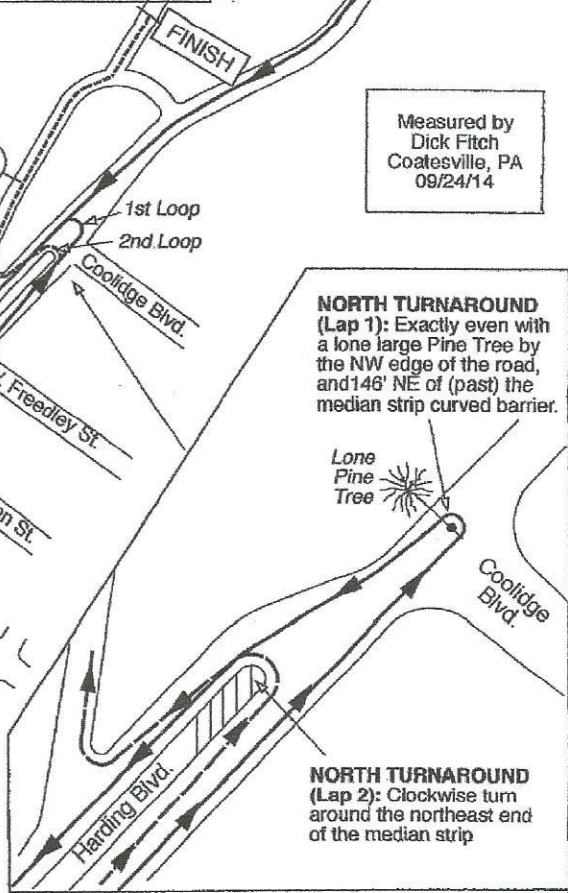 FINISH
Measured by
Dick Fitch
Coatesville, PA
09/24/14
1st Loop
2nd Loop
Coolidge Blvd.
Freedley St.
St.
NORTH TURNAROUND
(Lap 1): Exactly even with
a lone large Pine Tree by
the NW edge of the road,
and146' NE of (past) the
median strip curved barrier.
Lone
Pine
Tree
Coolidge
Blvd.
Harding Blvd.
NORTH TURNAROUND
(Lap 2): Clockwise turn
around the northeast end
of the median strip